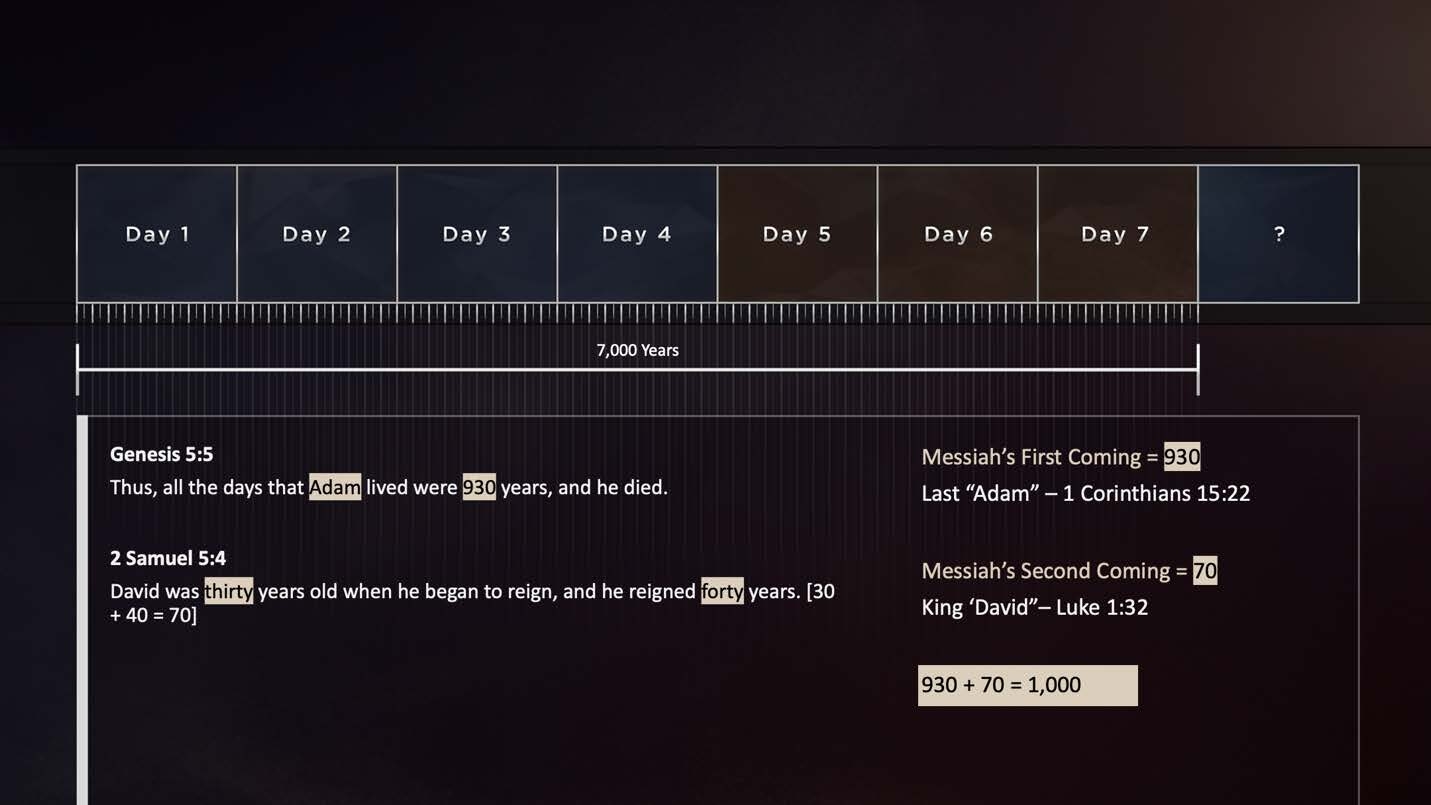 Day 1
Day 2
Day 3
Day 4
Day 5
Day 6
Day 7
?
7,000 Years
Genesis 5:5
Thus, all the days that Adam lived were 930 years, and he died.
2 Samuel 5:4
David was thirty years old when he began to reign, and he reigned forty years. [30
+ 40 = 70]
Messiah’s First Coming = 930
Last “Adam” – 1 Corinthians 15:22
Messiah’s Second Coming = 70
King ‘David”– Luke 1:32
930 + 70 = 1,000